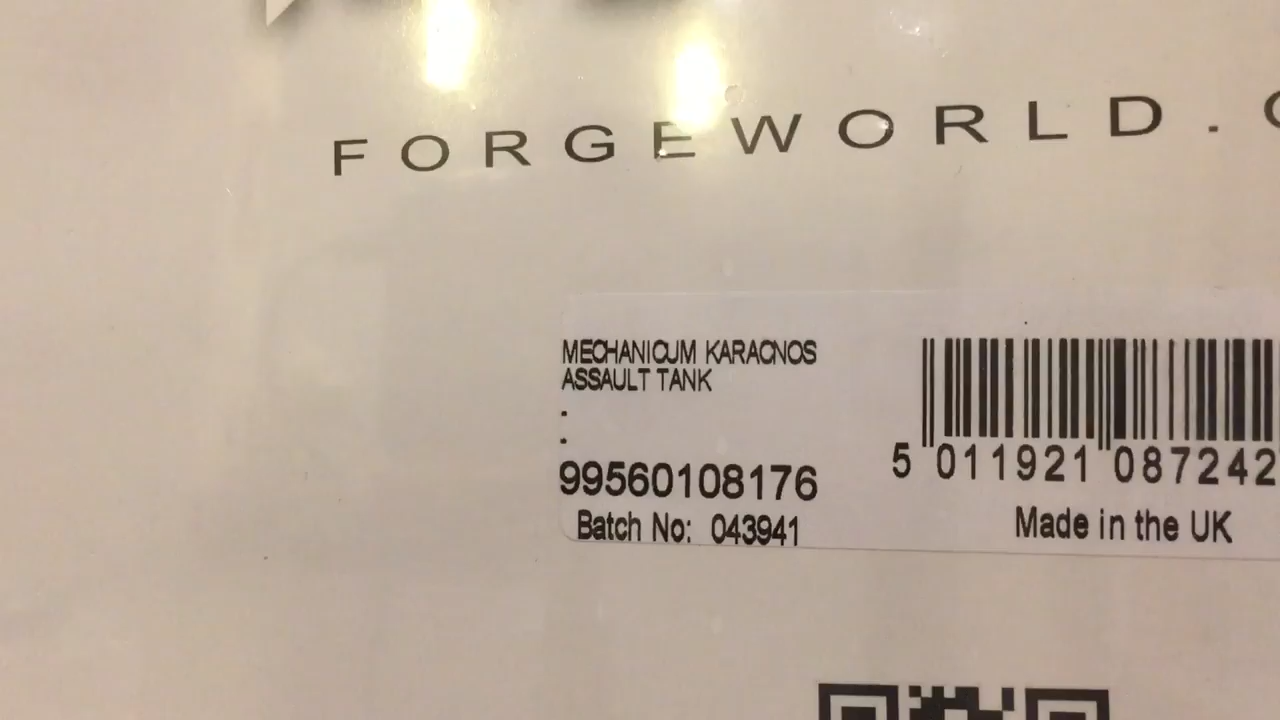 FORGEWORLD.
MECHANICUM KARACNOS
ASSAULT TANK
.
.
99560108176
Batch No: 043941
5 011921 087242
Made in the UK